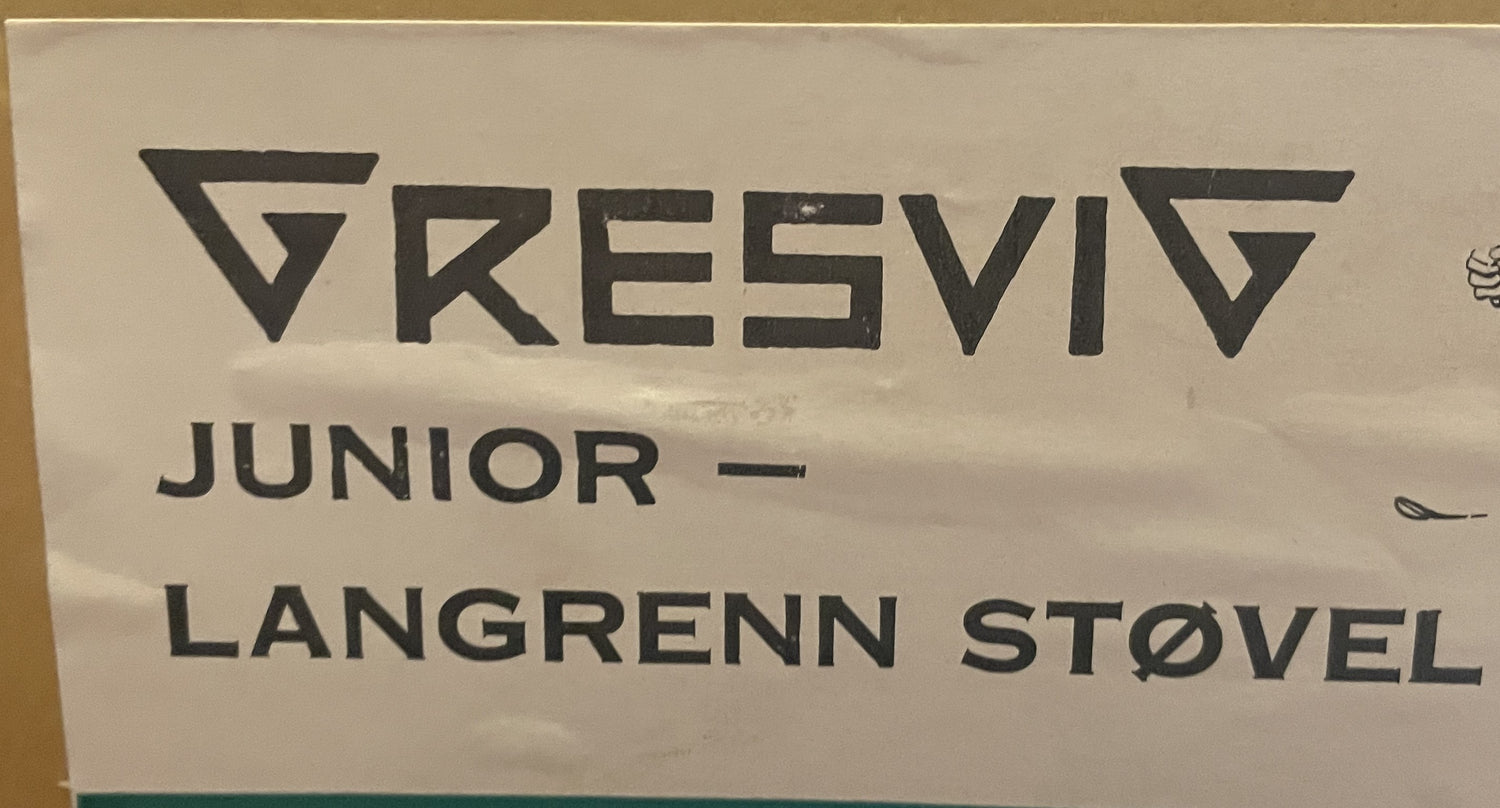 GRESVIG
JUNIOR –
LANGRENN STØVEL